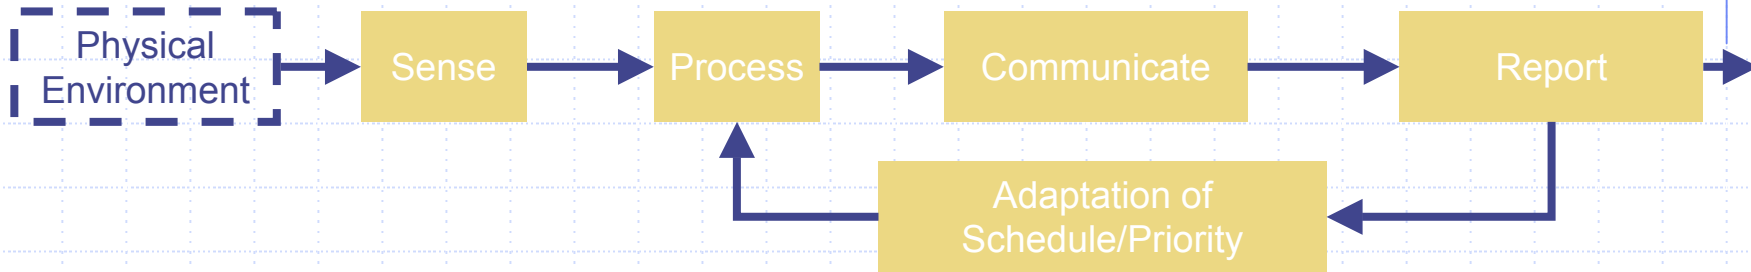 Physical
Environment
Sense
Process
Communicate
Report
Adaptation of
Schedule/Priority